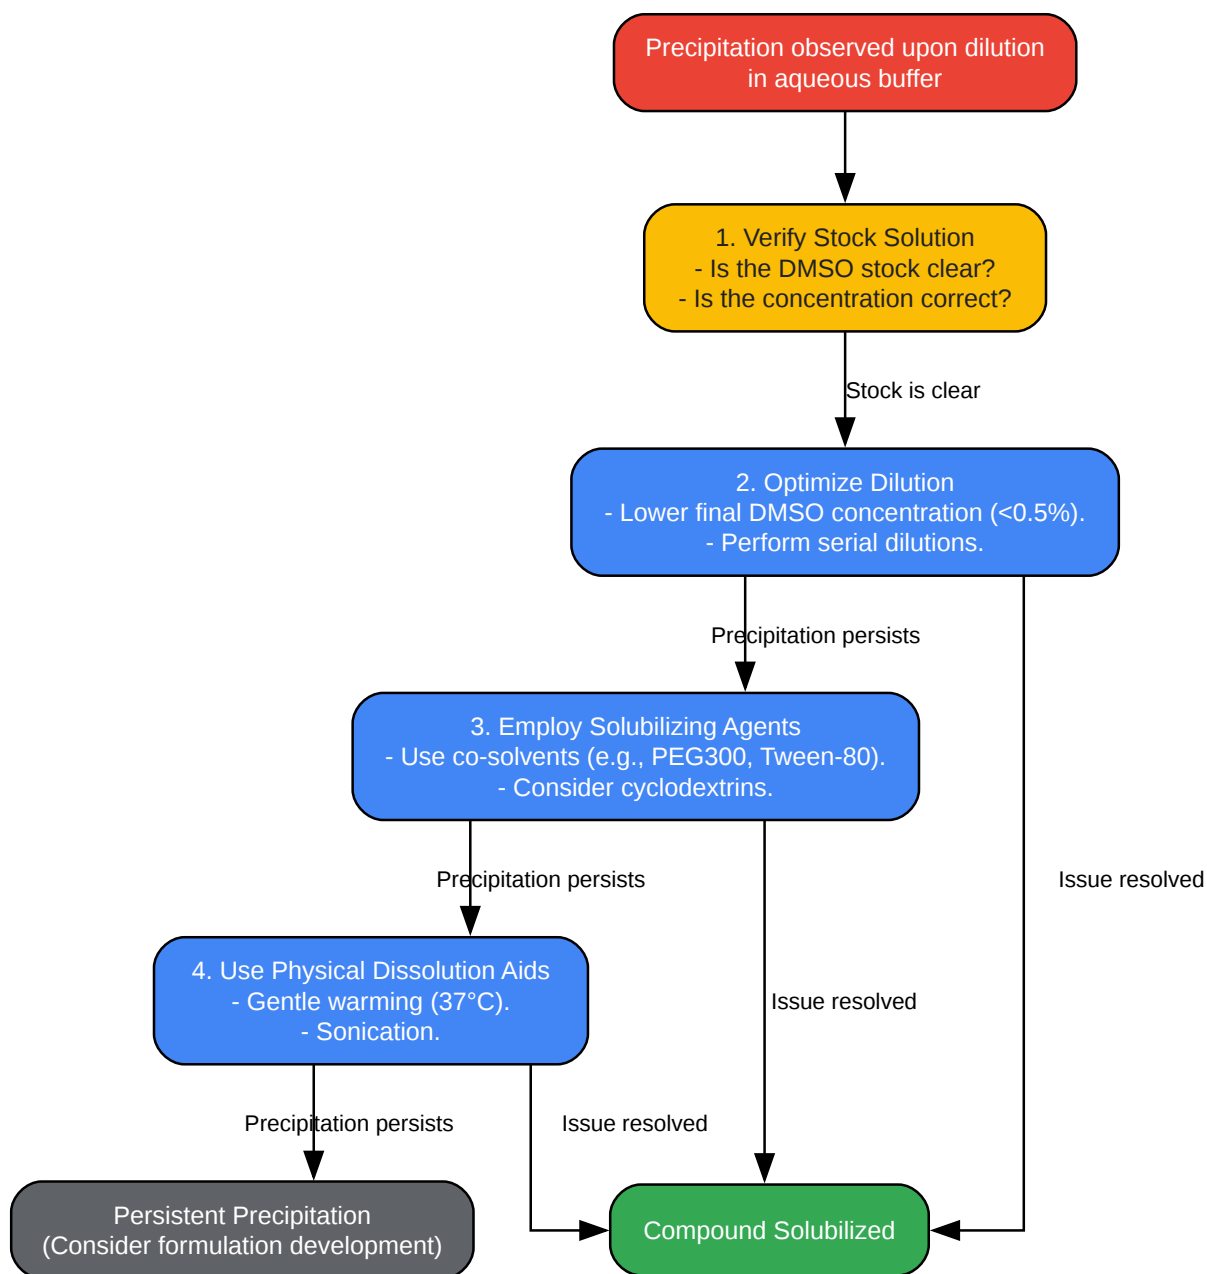 Precipitation observed upon dilution
in aqueous buffer
1. Verify Stock Solution
- Is the DMSO stock clear?
- Is the concentration correct?
Stock is clear
2. Optimize Dilution
- Lower final DMSO concentration (<0.5%).
- Perform serial dilutions.
Precipitation persists
3. Employ Solubilizing Agents
- Use co-solvents (e.g., PEG300, Tween-80).
- Consider cyclodextrins.
Precipitation persists
Issue resolved
4. Use Physical Dissolution Aids
- Gentle warming (37°C).
- Sonication.
Issue resolved
Precipitation persists
Issue resolved
Persistent Precipitation
(Consider formulation development)
Compound Solubilized